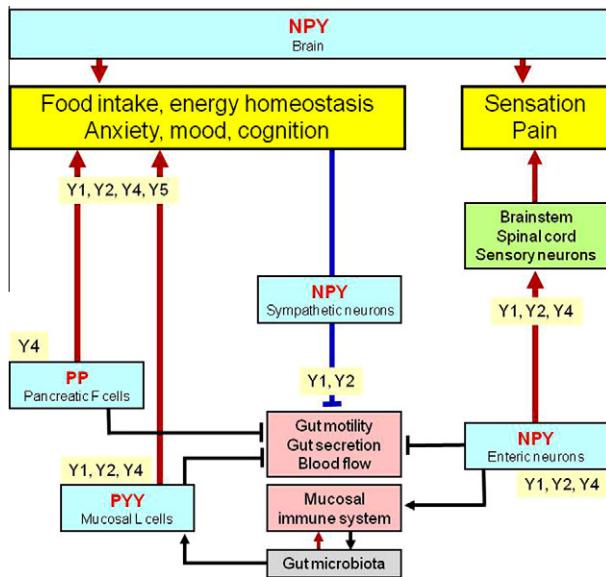 NPY
Brain
Food intake, energy homeostasis
Anxiety, mood, cognition
Sensation
Pain
Y1, Y2, Y4, Y5
Brainstem
Spinal cord
Sensory neurons
NPY
Sympathetic neurons
Y1, Y2, Y4
Y4
PP
Pancreatic F cells
Y1, Y2
Gut motility
Gut secretion
Blood flow
NPY
Enteric neurons
Y1, Y2, Y4
Y1, Y2, Y4
PYY
Mucosal L cells
Mucosal
immune system
Gut microbiota